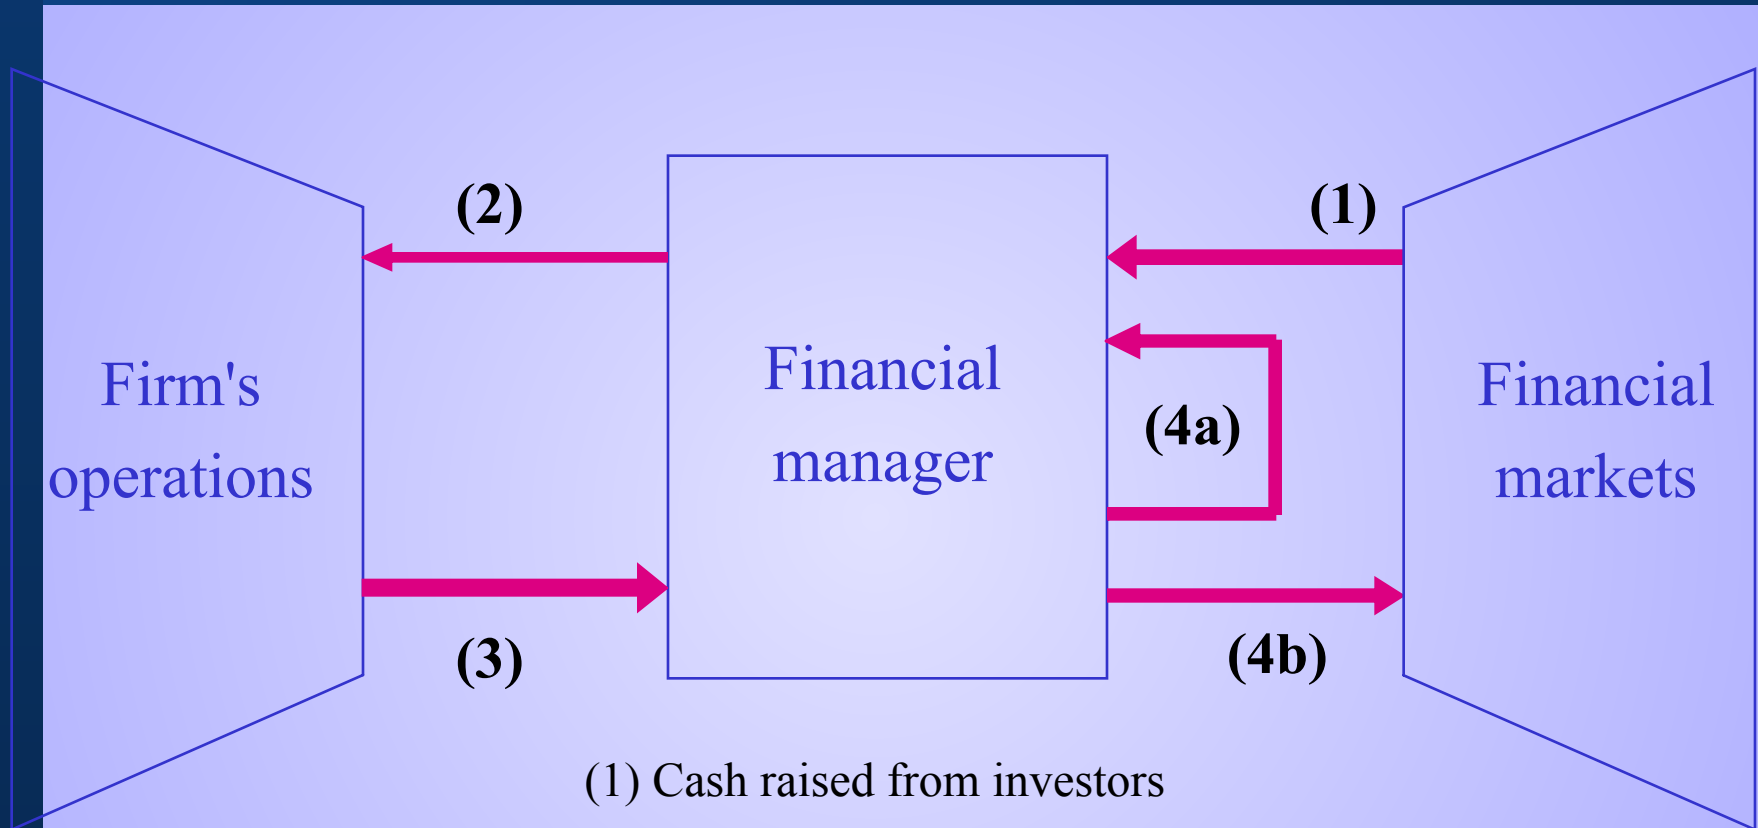 (2)
(1)
Firm's
operations
Financial
manager
(4a)
Financial
markets
(3)
(4b)
(1) Cash raised from investors